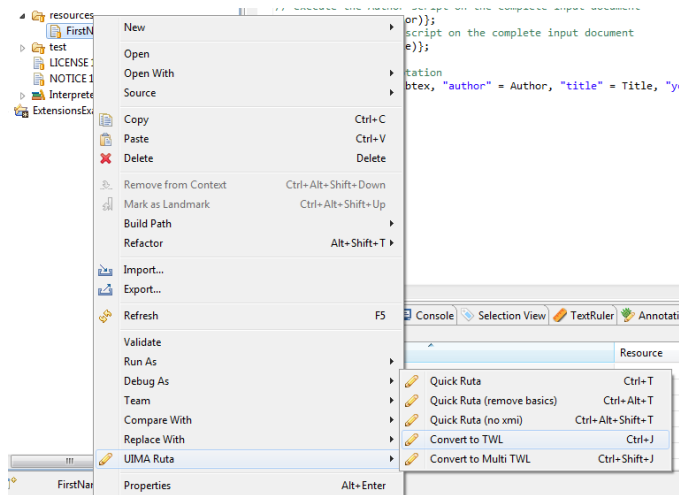 // execute the Author script on the complete input document
resources
New
or)};
FirstNa
script on the complete input document
test
e)};
Open
LICENSE
Open With
tation
NOTICE
Source
btex, "author" = Author, "title" = Title, "ye
Interprete
ExtensionsExa
Copy Ctrl+C
Paste Ctrl+V
Delete Delete
Remove from Context Ctrl+Alt+Shift+Down
Mark as Landmark Ctrl+Alt+Shift+Up
Build Path
Refactor Alt+Shift+T
Import...
Export...
Refresh F5
Console Selection View TextRuler Annotati
Validate
Resource
Run As
Debug As
Quick Ruta Ctrl+T
Team
Quick Ruta (remove basics) Ctrl+Alt+T
Compare With
Quick Ruta (no xmi) Ctrl+Alt+Shift+T
Replace With
Convert to TWL Ctrl+J
UIMA Ruta
Convert to Multi TWL Ctrl+Shift+J
FirstNar
Properties Alt+Enter